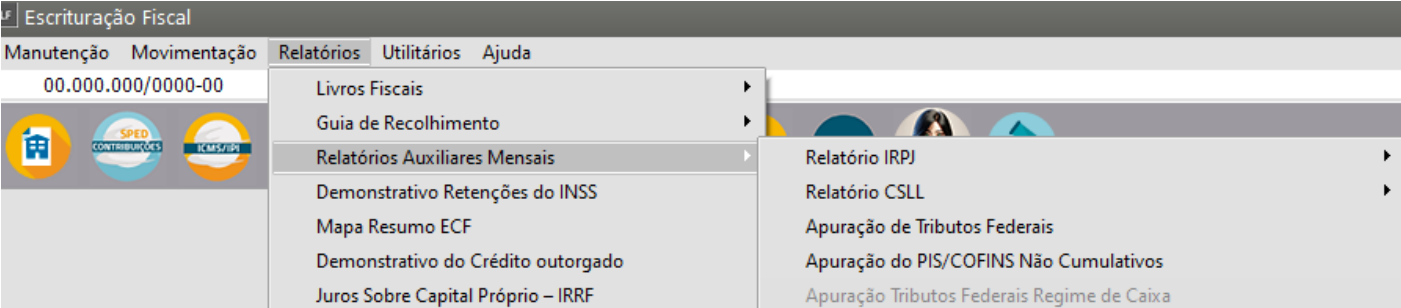 LF Escrituração Fiscal
Manutenção Movimentação Relatórios Utilitários Ajuda
00.000.000/0000-00
SPED
CONTRIBUIÇÕES
ICMS/IPI
Livros Fiscais
Guia de Recolhimento
Relatórios Auxiliares Mensais
Demonstrativo Retenções do INSS
Mapa Resumo ECF
Demonstrativo do Crédito outorgado
Juros Sobre Capital Próprio – IRRF
Relatório IRPJ
Relatório CSLL
Apuração de Tributos Federais
Apuração do PIS/COFINS Não Cumulativos
Apuração Tributos Federais Regime de Caixa